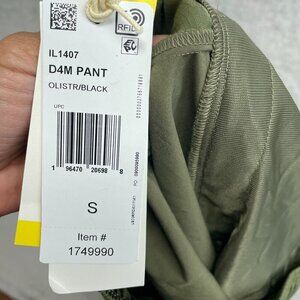 RFID
IL1407
D4M PANT
OLISTR/BLACK
UPC
1 96470 20698 8
S
Item #
1749990